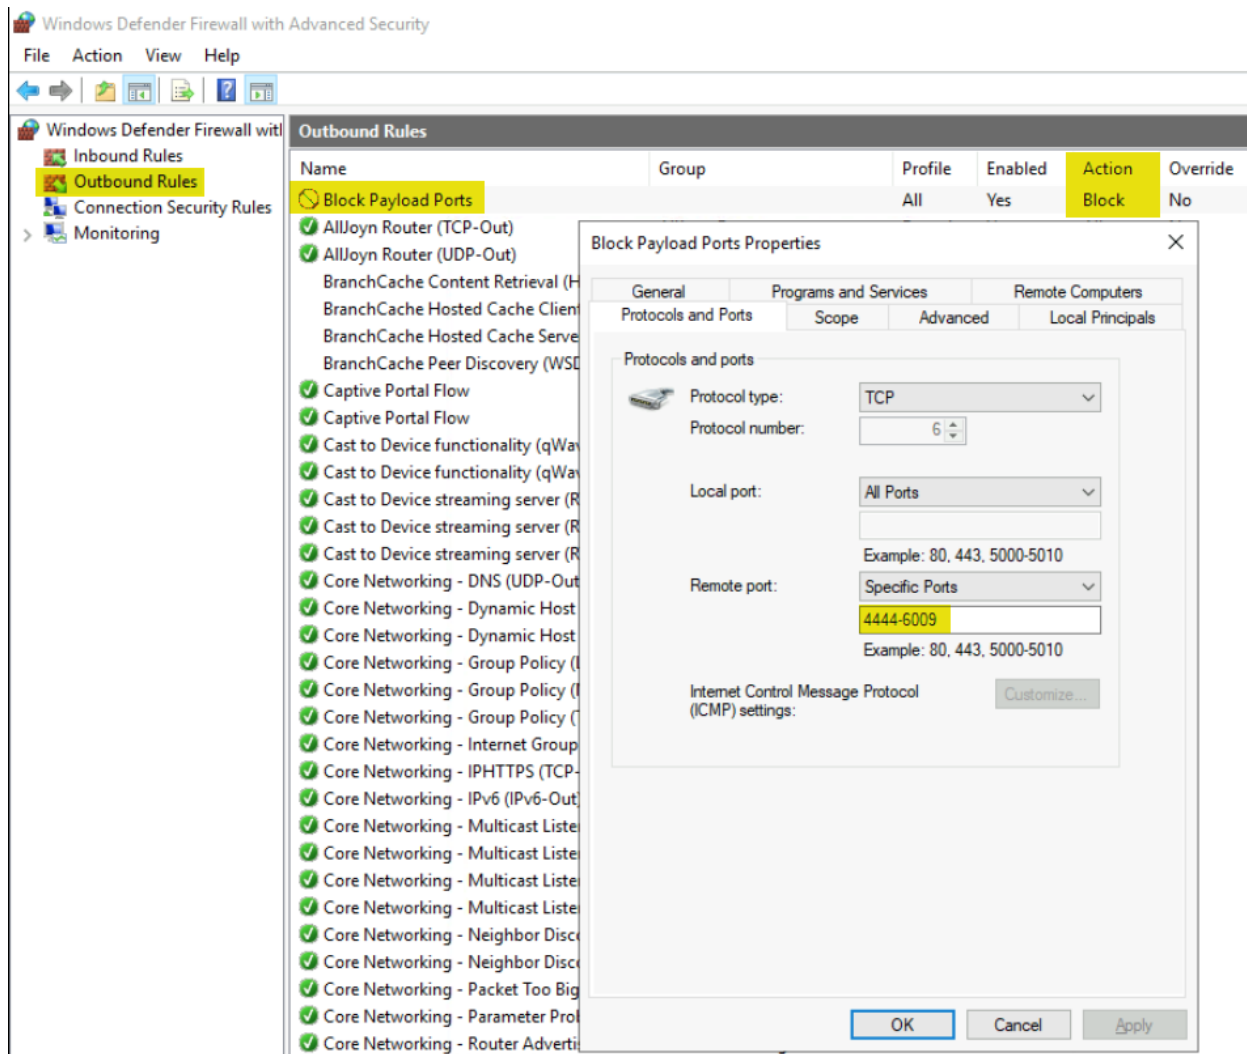 Windows Defender Firewall with Advanced Security
File Action View Help
Windows Defender Firewall witl
Inbound Rules
Outbound Rules
Connection Security Rules
Monitoring
Outbound Rules
Name Group Profile Enabled Action Override
Block Payload Ports All Yes Block No
AllJoyn Router (TCP-Out)
AllJoyn Router (UDP-Out)
BranchCache Content Retrieval (H
BranchCache Hosted Cache Client
BranchCache Hosted Cache Serve
BranchCache Peer Discovery (WSD
Captive Portal Flow
Captive Portal Flow
Cast to Device functionality (qWav
Cast to Device functionality (qWav
Cast to Device streaming server (R
Cast to Device streaming server (R
Cast to Device streaming server (R
Core Networking - DNS (UDP-Out
Core Networking - Dynamic Host
Core Networking - Dynamic Host
Core Networking - Group Policy (
Core Networking - Group Policy (
Core Networking - Group Policy (T
Core Networking - Internet Group
Core Networking - IPHTTPS (TCP-
Core Networking - IPv6 (IPv6-Out)
Core Networking - Multicast Liste
Core Networking - Multicast Liste
Core Networking - Multicast Liste
Core Networking - Multicast Liste
Core Networking - Neighbor Disco
Core Networking - Neighbor Disco
Core Networking - Packet Too Big
Core Networking - Parameter Prob
Core Networking - Router Adverti
Block Payload Ports Properties
General Programs and Services Remote Computers
Protocols and Ports Scope Advanced Local Principals
Protocols and ports
Protocol type: TCP
Protocol number: 6
Local port: All Ports
Example: 80, 443, 5000-5010
Remote port: Specific Ports
4444-6009
Example: 80, 443, 5000-5010
Internet Control Message Protocol
(ICMP) settings:
Customize...
OK Cancel Apply